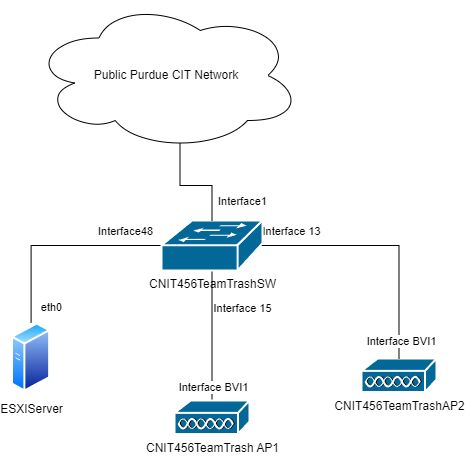 Public Purdue CIT Network
Interface1
Interface48
Interface 13
CNIT456TeamTrashSW
eth0
Interface 15
Interface BVI1
Interface BVI1
ESXIServer
CNIT456TeamTrashAP2
CNIT456TeamTrash AP1